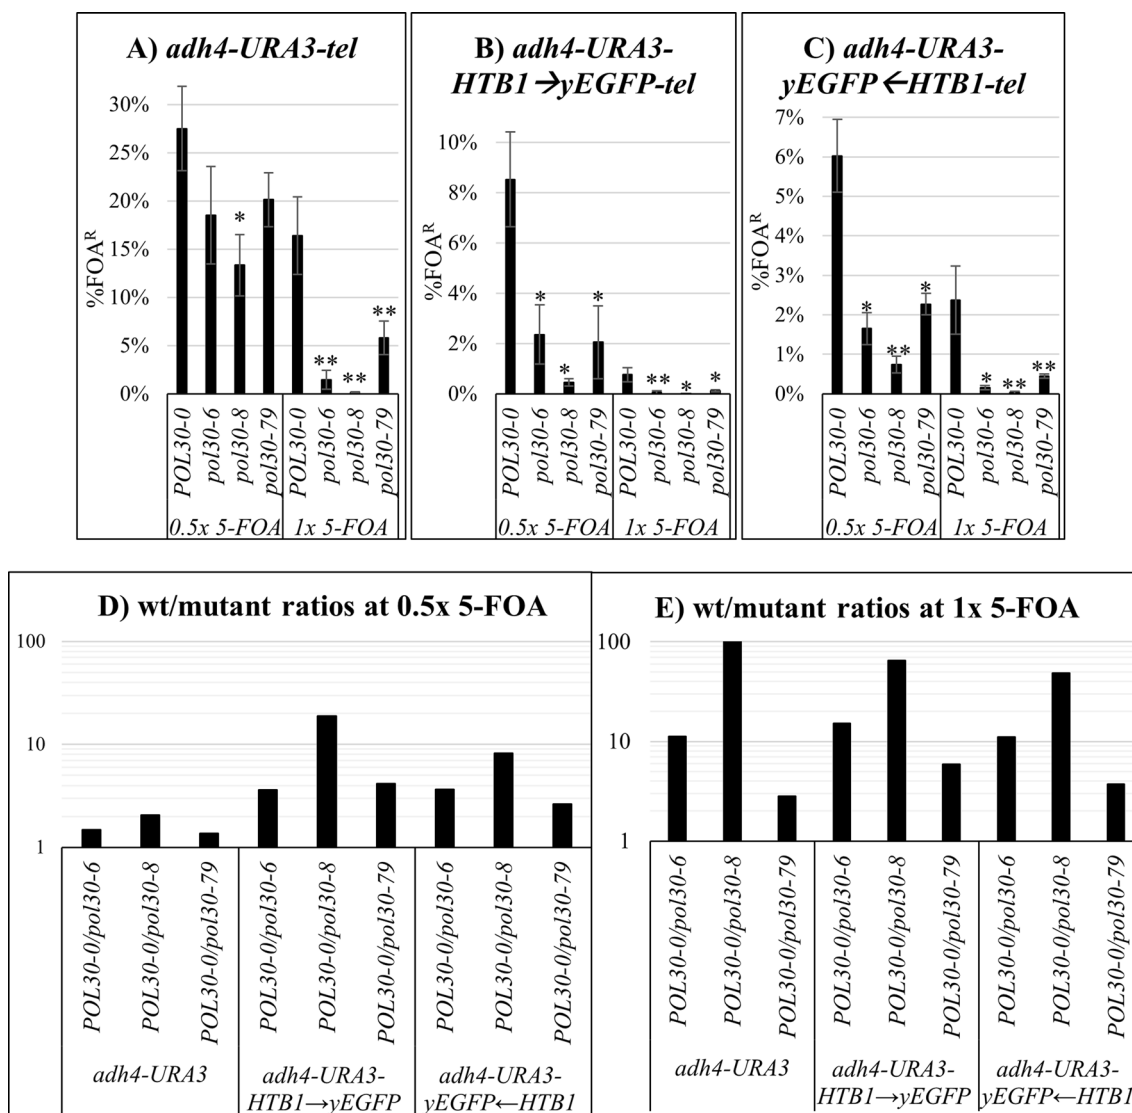 A) adh4-URA3-tel
%FOAᴿ
30%
25%
20%
15%
10%
5%
0%
*
**
**
**
POL30-0
pol30-6
pol30-8
pol30-79
POL30-0
pol30-6
pol30-8
pol30-79
0.5x 5-FOA
1x 5-FOA
B) adh4-URA3-
HTB1→yEGFP-tel
%FOAᴿ
10%
8%
6%
4%
2%
0%
*
*
*
**
*
*
POL30-0
pol30-6
pol30-8
pol30-79
POL30-0
pol30-6
pol30-8
pol30-79
0.5x 5-FOA
1x 5-FOA
C) adh4-URA3-
yEGFP←HTB1-tel
%FOAᴿ
7%
6%
5%
4%
3%
2%
1%
0%
*
**
*
*
**
**
POL30-0
pol30-6
pol30-8
pol30-79
POL30-0
pol30-6
pol30-8
pol30-79
0.5x 5-FOA
1x 5-FOA
D) wt/mutant ratios at 0.5x 5-FOA
100
10
1
POL30-0/pol30-6
POL30-0/pol30-8
POL30-0/pol30-79
POL30-0/pol30-6
POL30-0/pol30-8
POL30-0/pol30-79
POL30-0/pol30-6
POL30-0/pol30-8
POL30-0/pol30-79
adh4-URA3
adh4-URA3-
HTB1→yEGFP
adh4-URA3-
yEGFP←HTB1
E) wt/mutant ratios at 1x 5-FOA
100
10
1
POL30-0/pol30-6
POL30-0/pol30-8
POL30-0/pol30-79
POL30-0/pol30-6
POL30-0/pol30-8
POL30-0/pol30-79
POL30-0/pol30-6
POL30-0/pol30-8
POL30-0/pol30-79
adh4-URA3
adh4-URA3-
HTB1→yEGFP
adh4-URA3-
yEGFP←HTB1